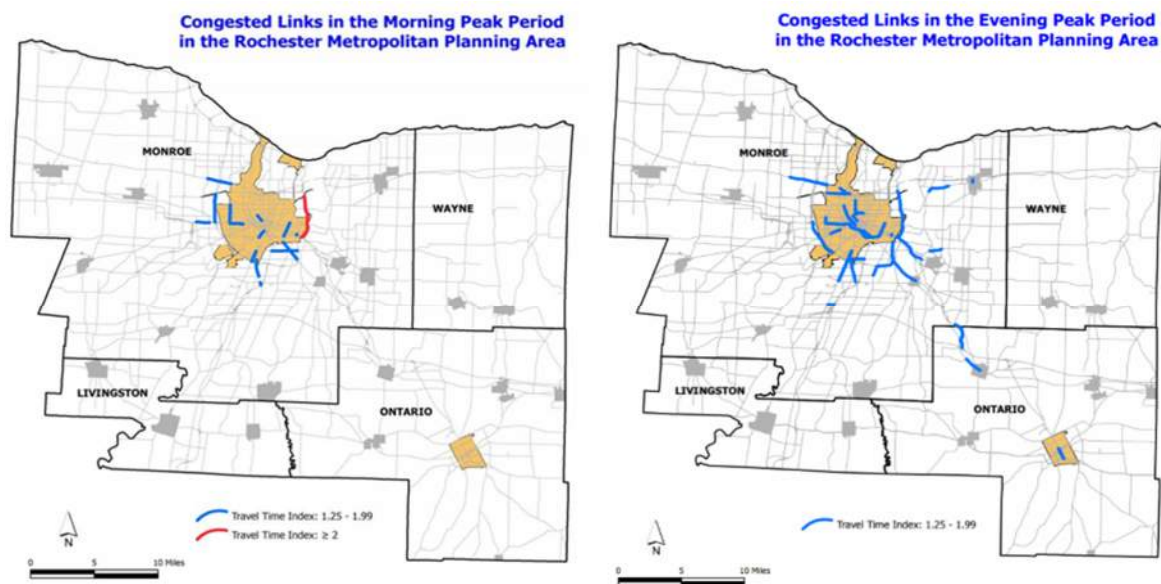 Congested Links in the Morning Peak Period
in the Rochester Metropolitan Planning Area
MONROE
WAYNE
LIVINGSTON
ONTARIO
Travel Time Index: 1.25 - 1.99
Travel Time Index: ≥ 2
N
0 5 10 Miles
Congested Links in the Evening Peak Period
in the Rochester Metropolitan Planning Area
MONROE
WAYNE
LIVINGSTON
ONTARIO
Travel Time Index: 1.25 - 1.99
N
0 5 10 Miles